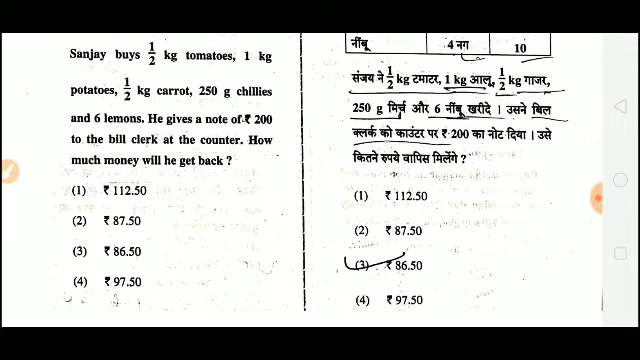 Sanjay buys 1/2 kg tomatoes, 1 kg
potatoes, 1/2 kg carrot, 250 g chillies
and 6 lemons. He gives a note of ₹ 200
to the bill clerk at the counter. How
much money will he get back ?
(1) ₹ 112.50
(2) ₹ 87.50
(3) ₹ 86.50
(4) ₹ 97.50
नींबू 4 नग 10
संजय ने 1/2 kg टमाटर, 1 kg आलू, 1/2 kg गाजर,
250 g मिर्च और 6 नींबू खरीदे । उसने बिल
क्लर्क को काउंटर पर ₹ 200 का नोट दिया । उसे
कितने रुपये वापिस मिलेंगे ?
(1) ₹ 112.50
(2) ₹ 87.50
(3) ₹ 86.50
(4) ₹ 97.50